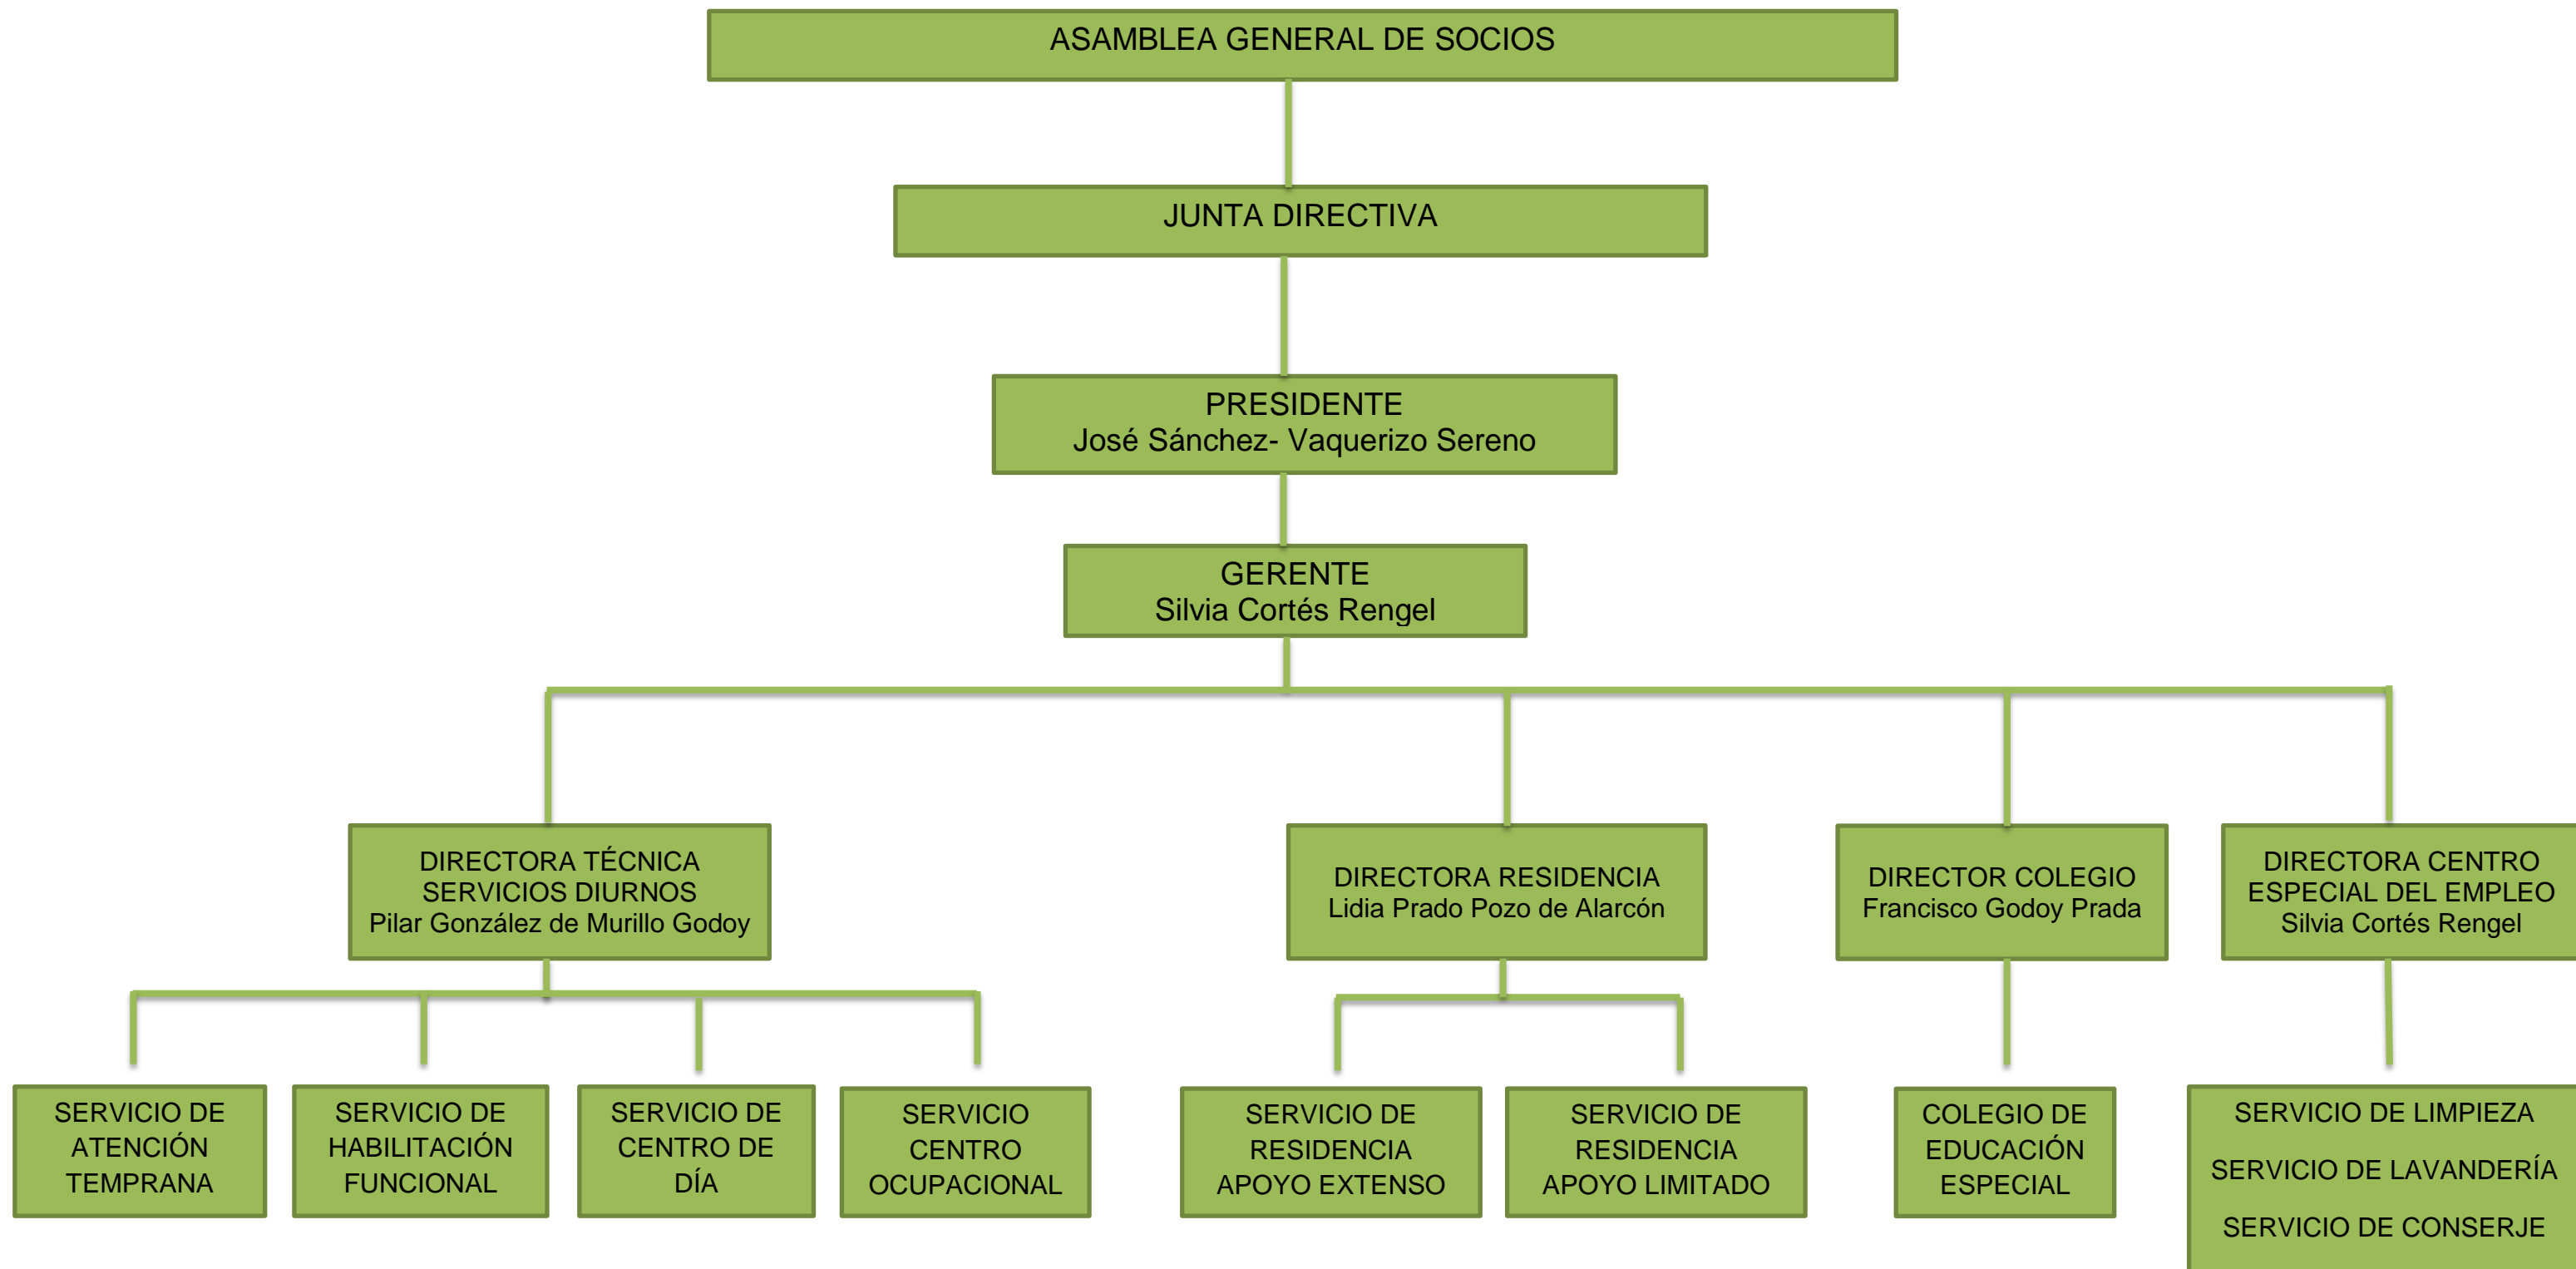 ASAMBLEA GENERAL DE SOCIOS
JUNTA DIRECTIVA
PRESIDENTE
José Sánchez- Vaquerizo Sereno
GERENTE
Silvia Cortés Rengel
DIRECTORA TÉCNICA
SERVICIOS DIURNOS
Pilar González de Murillo Godoy
DIRECTORA RESIDENCIA
Lidia Prado Pozo de Alarcón
DIRECTOR COLEGIO
Francisco Godoy Prada
DIRECTORA CENTRO
ESPECIAL DEL EMPLEO
Silvia Cortés Rengel
SERVICIO DE
ATENCIÓN
TEMPRANA
SERVICIO DE
HABILITACIÓN
FUNCIONAL
SERVICIO DE
CENTRO DE
DÍA
SERVICIO
CENTRO
OCUPACIONAL
SERVICIO DE
RESIDENCIA
APOYO EXTENSO
SERVICIO DE
RESIDENCIA
APOYO LIMITADO
COLEGIO DE
EDUCACIÓN
ESPECIAL
SERVICIO DE LIMPIEZA
SERVICIO DE LAVANDERÍA
SERVICIO DE CONSERJE